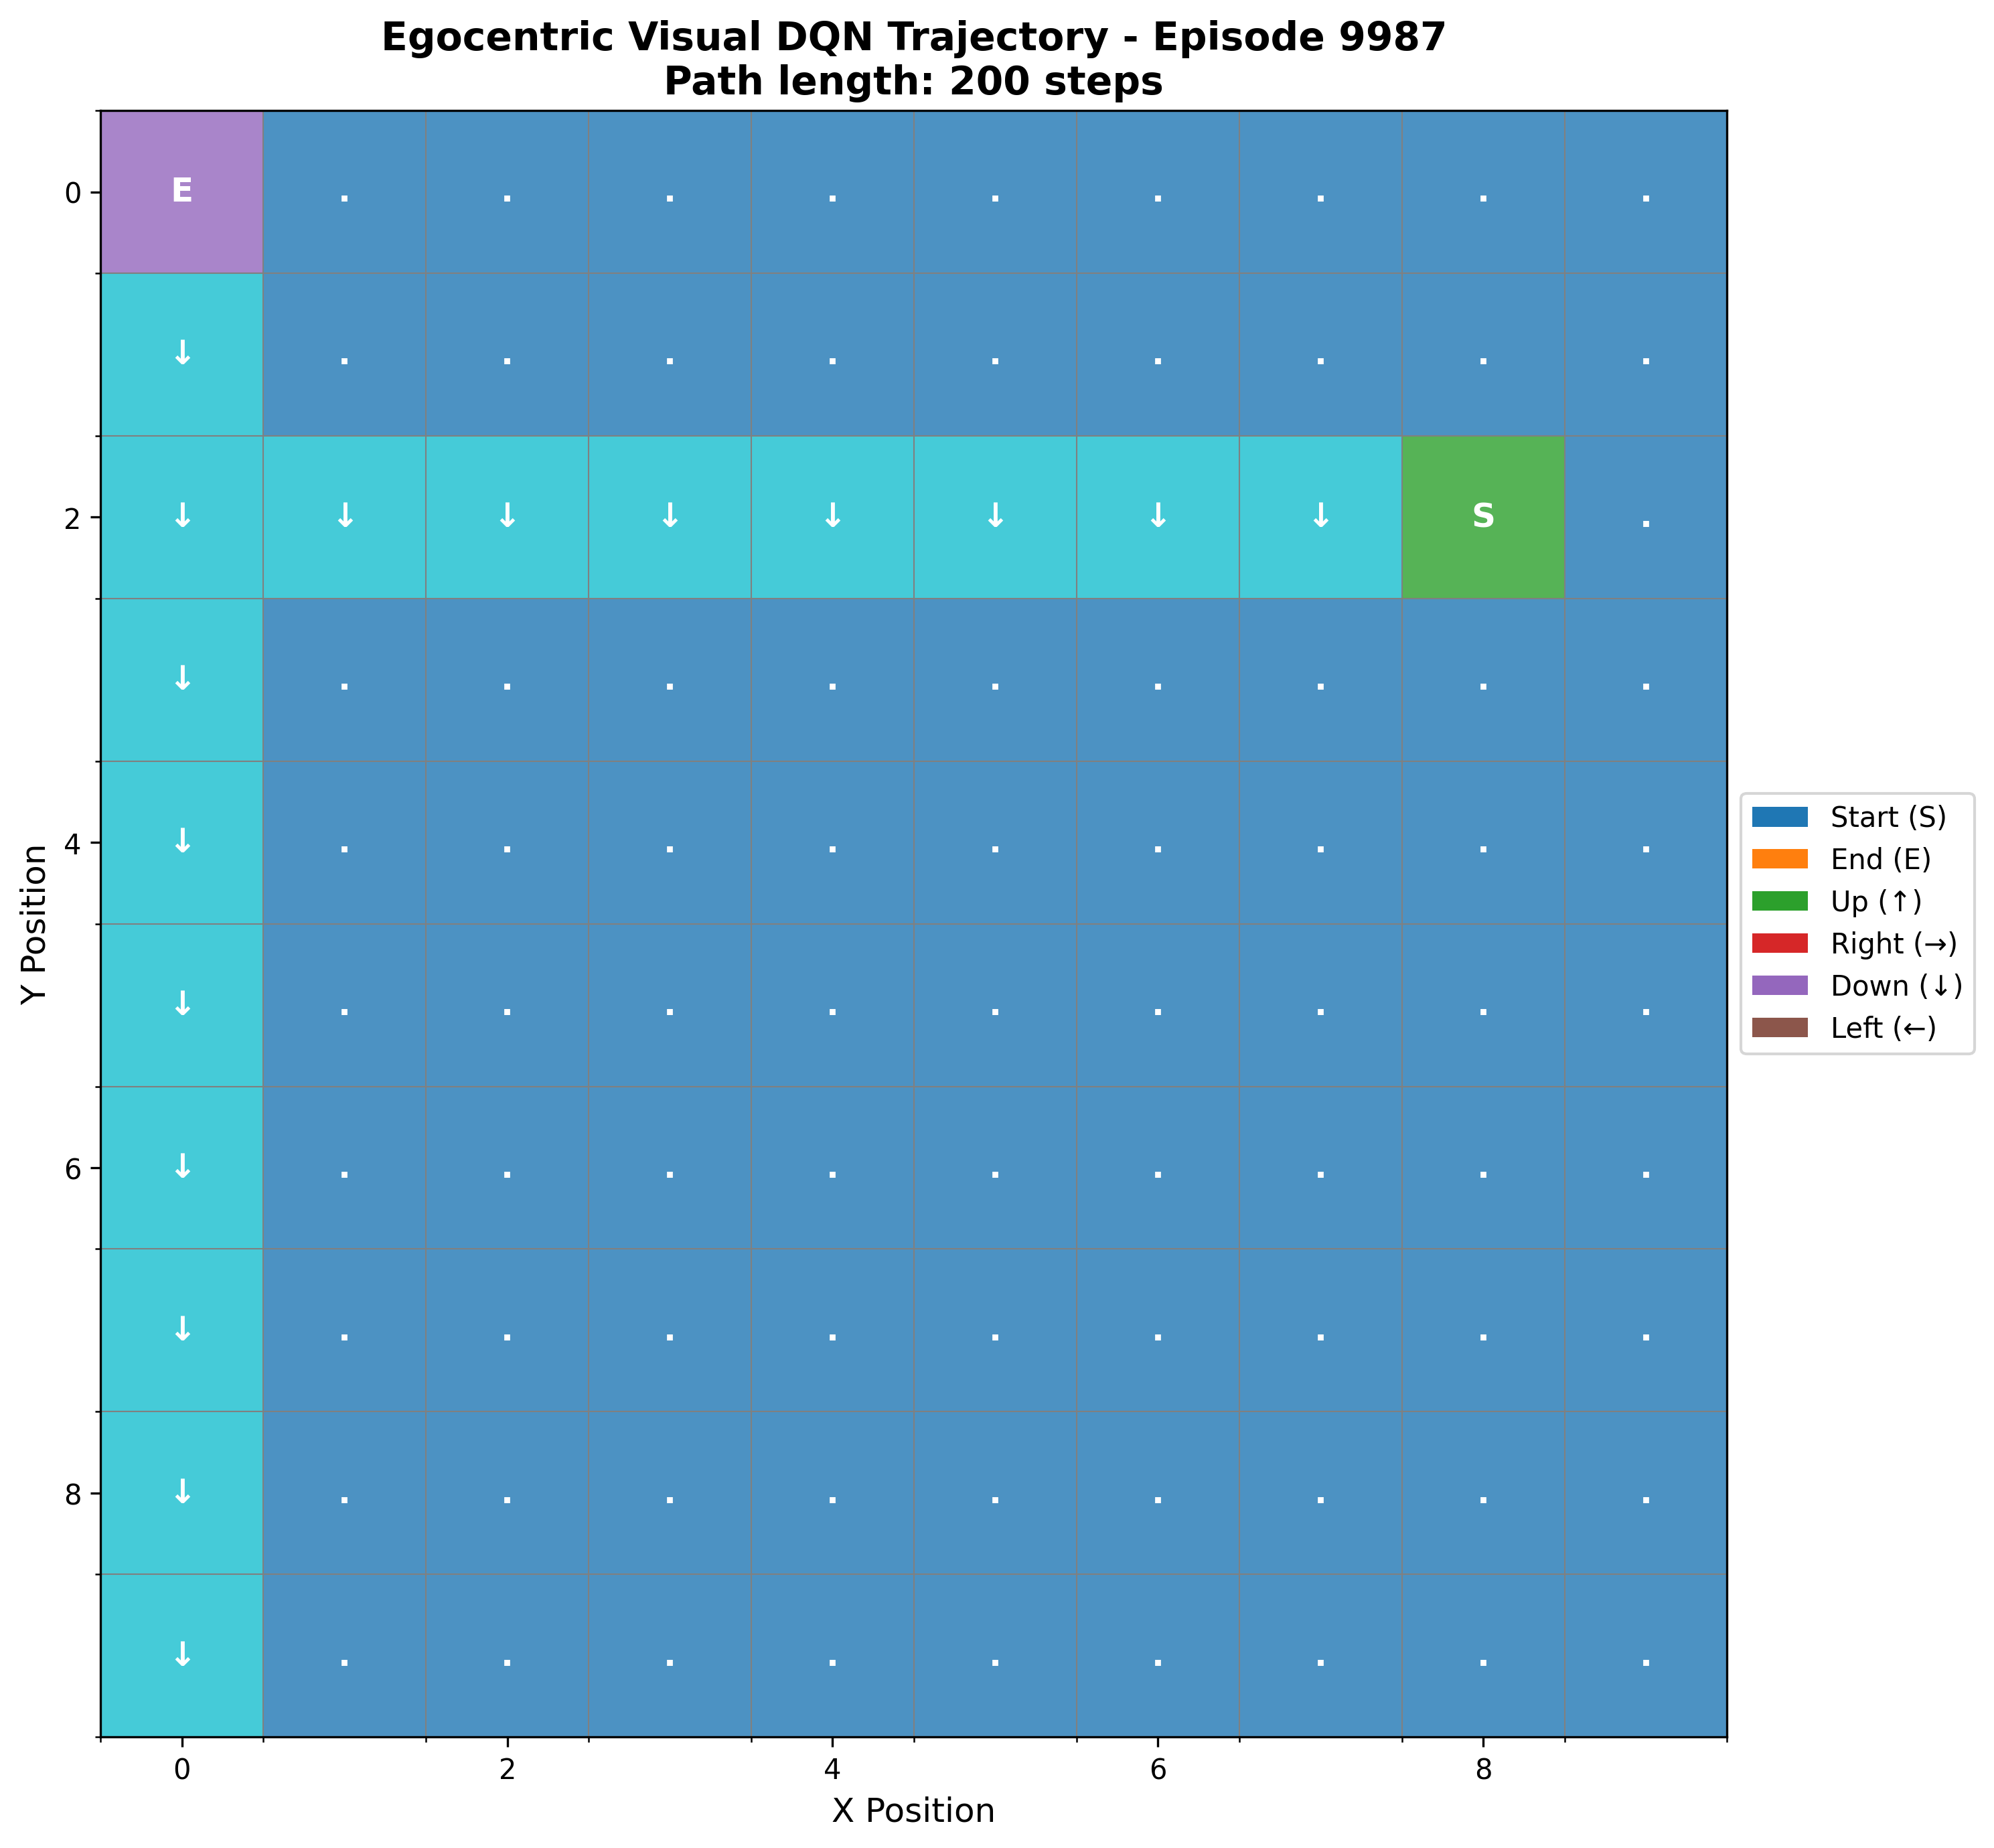 Egocentric Visual DQN Trajectory - Episode 9987
Path length: 200 steps
0
E . . . . . . . . .
↓ . . . . . . . . .
2
↓ ↓ ↓ ↓ ↓ ↓ ↓ ↓ S .
↓ . . . . . . . . .
4
↓ . . . . . . . . .
↓ . . . . . . . . .
6
↓ . . . . . . . . .
↓ . . . . . . . . .
8
↓ . . . . . . . . .
↓ . . . . . . . . .
0 2 4 6 8
X Position
Y Position
Start (S)
End (E)
Up (↑)
Right (→)
Down (↓)
Left (←)